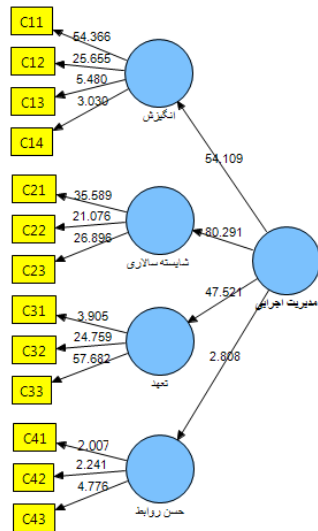 C11
54.366
C12
25.655
C13
5.480
C14
3.030
انگیزش
54.109
C21
35.589
C22
21.076
C23
26.896
شایسته سالاری
80.291
مدیریت اجرایی
47.521
C31
3.905
C32
24.759
C33
57.682
تعهد
2.808
C41
2.007
C42
2.241
C43
4.776
حسن روابط